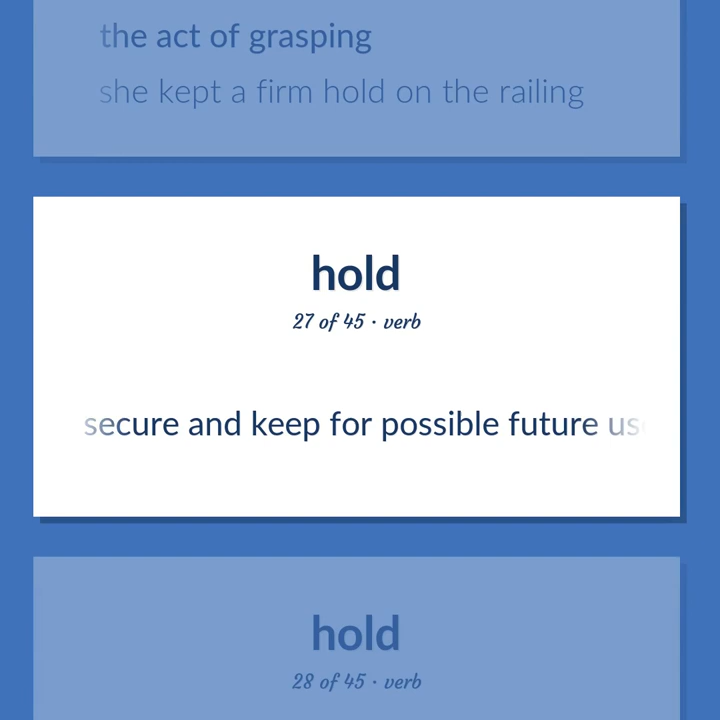 the act of grasping
she kept a firm hold on the railing
hold
27 of 45 · verb
secure and keep for possible future use
hold
28 of 45 · verb